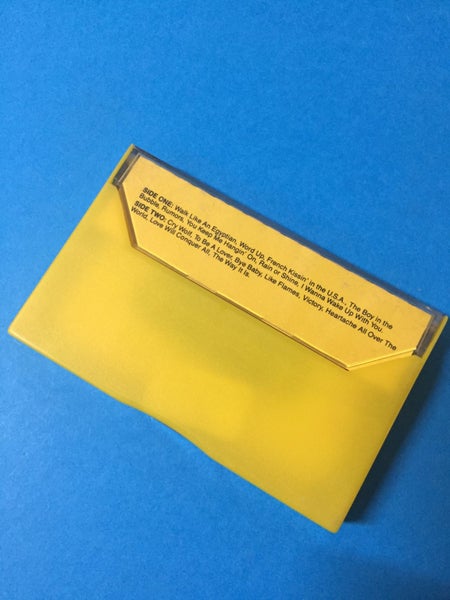 SIDE ONE: Walk Like An Egyptian, Word Up, French Kissin' in the U.S.A., The Boy in the
Bubble, Rumors, You Keep Me Hangin' On, Rain or Shine, I Wanna Wake Up With You.
SIDE TWO: Cry Wolf, To Be A Lover, Bye Baby, Like Flames, Victory, Heartache All Over The
World, Love Will Conquer All, The Way It Is.